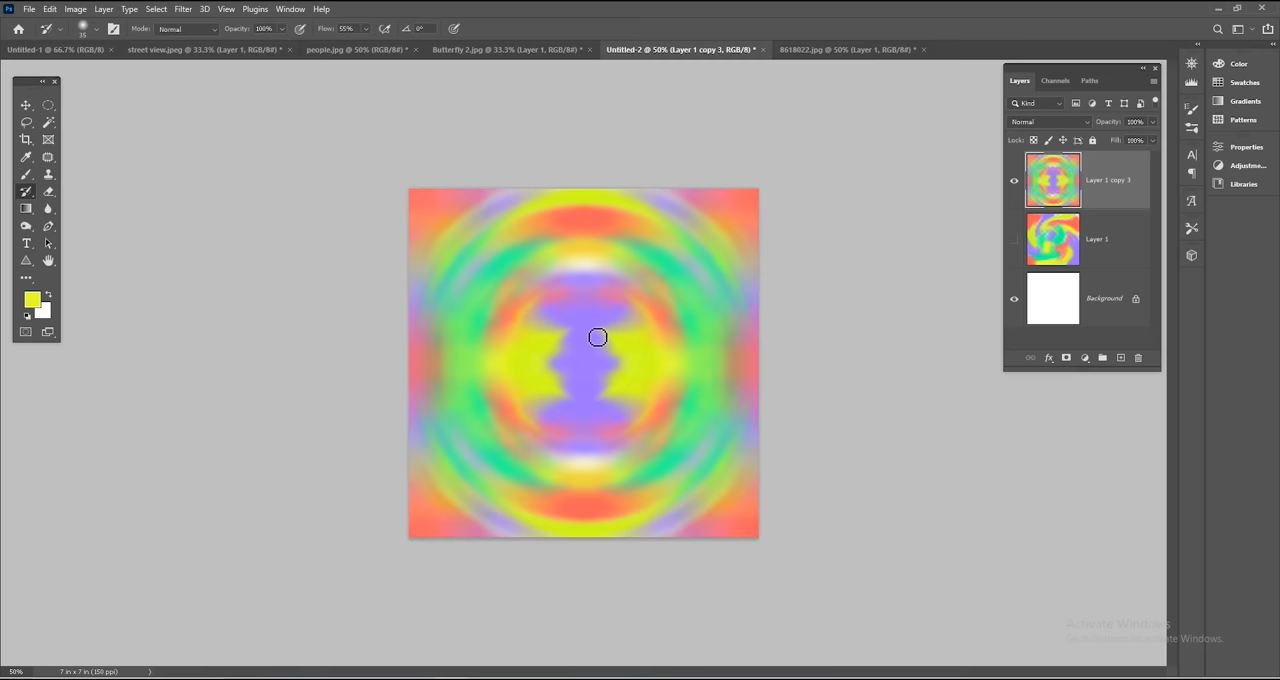 Ps File Edit Image Layer Type Select Filter 3D View Plugins Window Help
35 Mode: Normal Opacity: 100% Flow: 55% 0°
Untitled-1 @ 66.7% (RGB/8) × street view.jpeg @ 33.3% (Layer 1, RGB/8#) * × people.jpg @ 50% (RGB/8#) * × Butterfly 2.jpg @ 33.3% (Layer 1, RGB/8#) * × Untitled-2 @ 50% (Layer 1 copy 3, RGB/8) * × 8618022.jpg @ 50% (Layer 1, RGB/8#) * ×
Layers Channels Paths
Kind
Normal Opacity: 100%
Lock: Fill: 100%
Layer 1 copy 3
Layer 1
Background
Color
Swatches
Gradients
Patterns
Properties
Adjustme...
Libraries
Activate Windows
Activate Windows.
50% 7 in x 7 in (150 ppi)